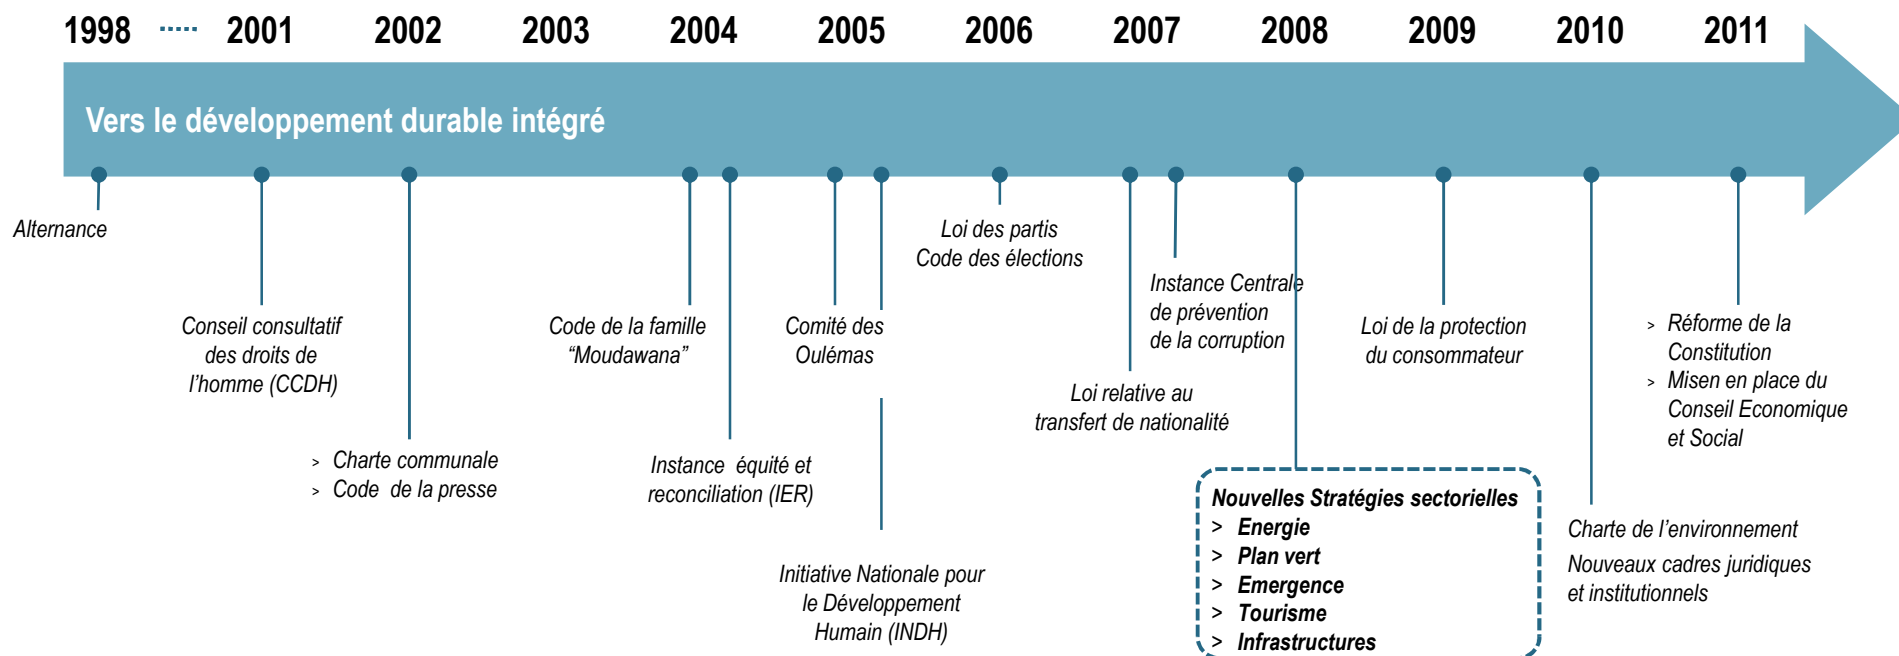 1998 ..... 2001 2002 2003 2004 2005 2006 2007 2008 2009 2010 2011
Vers le développement durable intégré
Alternance
Conseil consultatif
des droits de
l’homme (CCDH)
> Charte communale
> Code de la presse
Code de la famille
“Moudawana”
Instance équité et
reconciliation (IER)
Comité des
Oulémas
Initiative Nationale pour
le Développement
Humain (INDH)
Loi des partis
Code des élections
Loi relative au
transfert de nationalité
Instance Centrale
de prévention
de la corruption
Nouvelles Stratégies sectorielles
> Energie
> Plan vert
> Emergence
> Tourisme
> Infrastructures
Loi de la protection
du consommateur
Charte de l’environnement
Nouveaux cadres juridiques
et institutionnels
> Réforme de la
Constitution
> Misen en place du
Conseil Economique
et Social